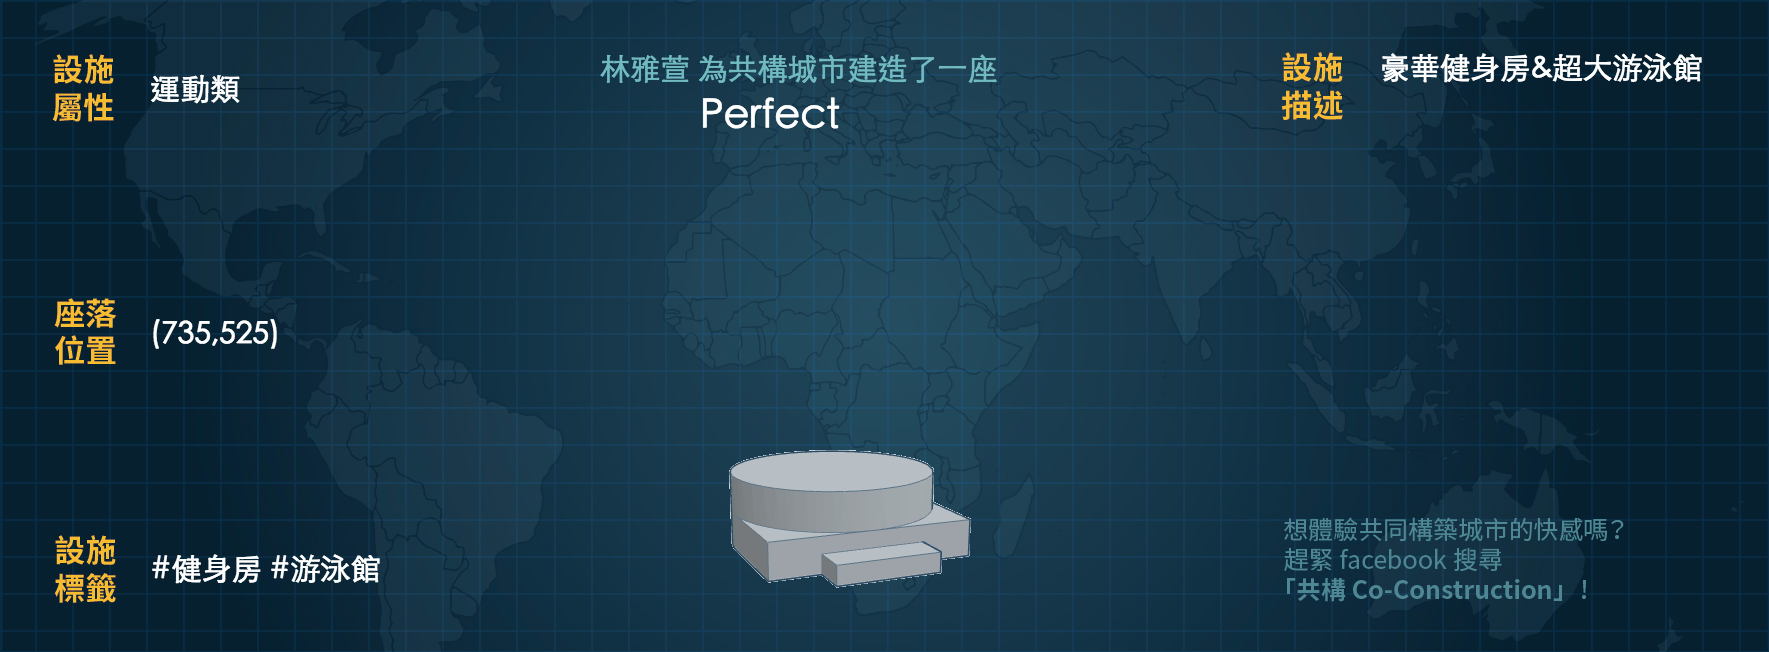 設施
屬性
運動類
林雅萱 為共構城市建造了一座
Perfect
設施
描述
豪華健身房&超大游泳館
座落
位置
(735,525)
設施
標籤
#健身房 #游泳館
想體驗共同構築城市的快感嗎?
趕緊 facebook 搜尋
「共構 Co-Construction」!